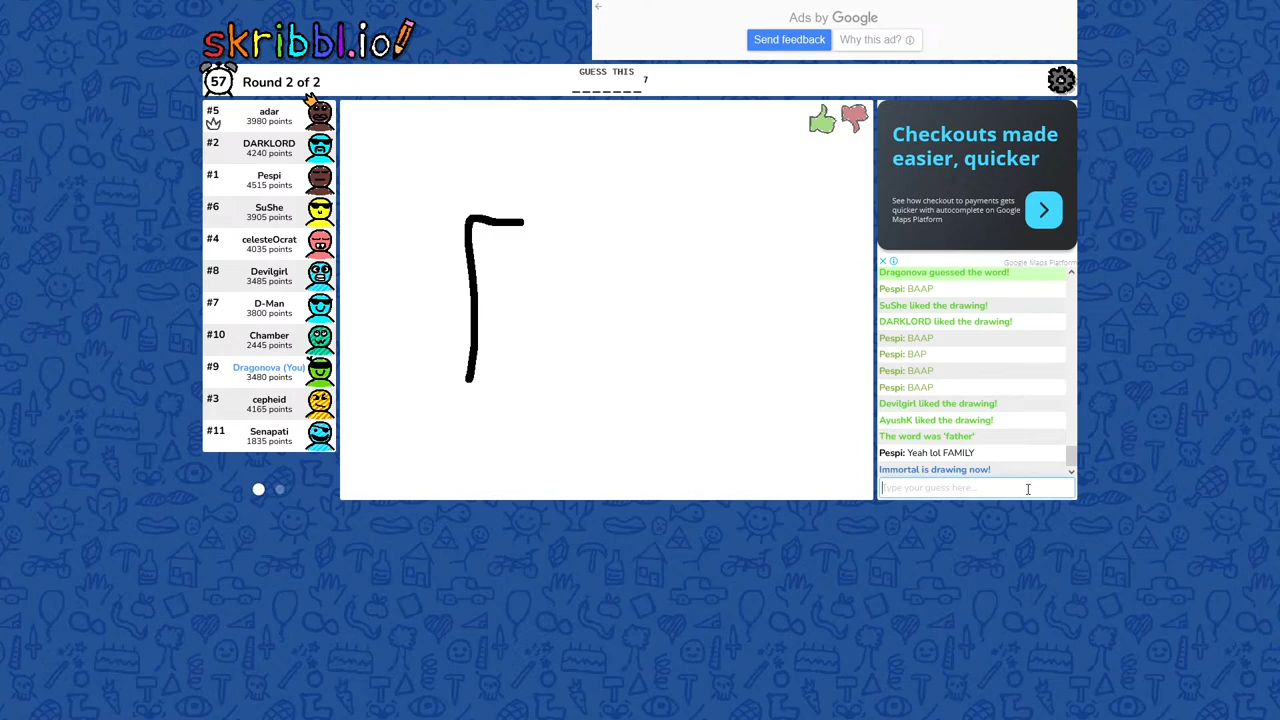 skribbl.io
Ads by Google
Send feedback
Why this ad?
57
Round 2 of 2
GUESS THIS
_______ 7
#5
adar
3980 points
#2
DARKLORD
4240 points
#1
Pespi
4515 points
#6
SuShe
3905 points
#4
celesteOcrat
4035 points
#8
Devilgirl
3485 points
#7
D-Man
3800 points
#10
Chamber
2445 points
#9
Dragonova (You)
3480 points
#3
cepheid
4165 points
#11
Senapati
1835 points
Checkouts made
easier, quicker
See how checkout to payments gets
quicker with autocomplete on Google
Maps Platform
Google Maps Platform
Dragonova guessed the word!
Pespi: BAAP
SuShe liked the drawing!
DARKLORD liked the drawing!
Pespi: BAAP
Pespi: BAP
Pespi: BAAP
Pespi: BAAP
Devilgirl liked the drawing!
AyushK liked the drawing!
The word was 'father'
Pespi: Yeah lol FAMILY
Immortal is drawing now!
Type your guess here...